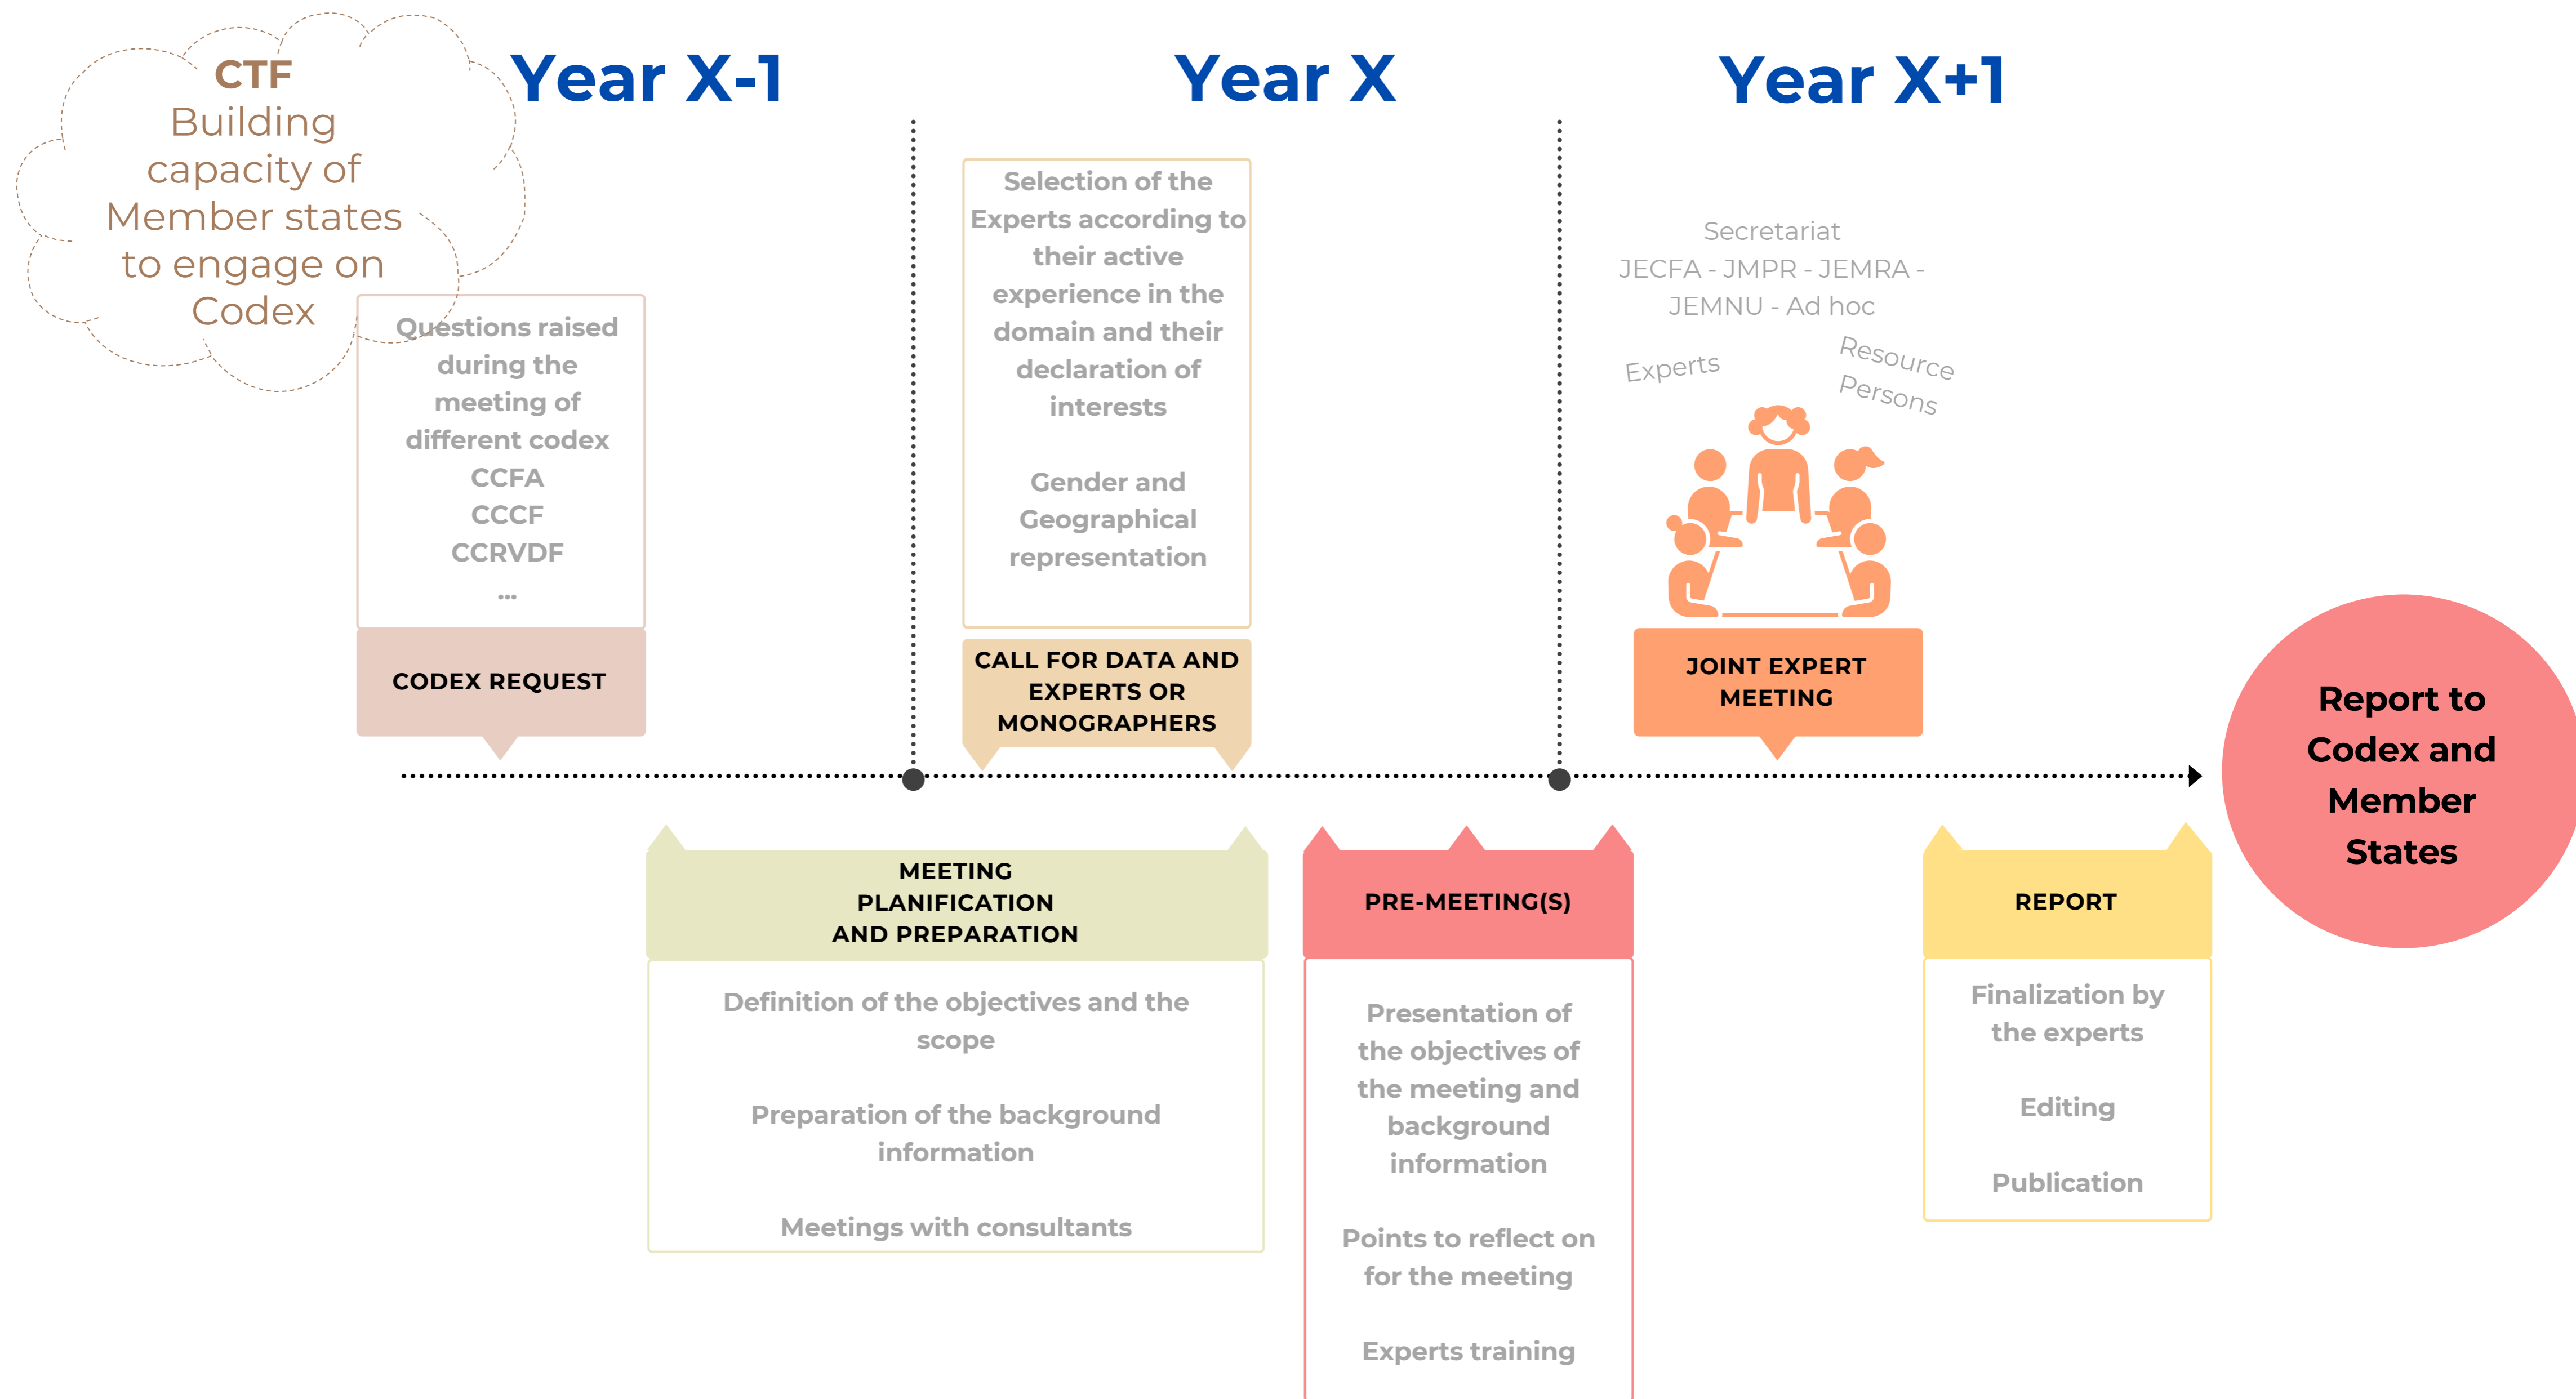 CTF
Building
capacity of
Member states
to engage on
Codex
Year X-1
Year X
Year X+1
Questions raised
during the
meeting of
different codex
CCFA
CCCF
CCRVDF
...
CODEX REQUEST
Selection of the
Experts according to
their active
experience in the
domain and their
declaration of
interests
Gender and
Geographical
representation
CALL FOR DATA AND
EXPERTS OR
MONOGRAPHERS
Secretariat
JECFA - JMPR - JEMRA -
JEMNU - Ad hoc
Experts
Resource
Persons
JOINT EXPERT
MEETING
MEETING
PLANIFICATION
AND PREPARATION
Definition of the objectives and the
scope
Preparation of the background
information
Meetings with consultants
PRE-MEETING(S)
Presentation of
the objectives of
the meeting and
background
information
Points to reflect on
for the meeting
Experts training
REPORT
Finalization by
the experts
Editing
Publication
Report to
Codex and
Member
States